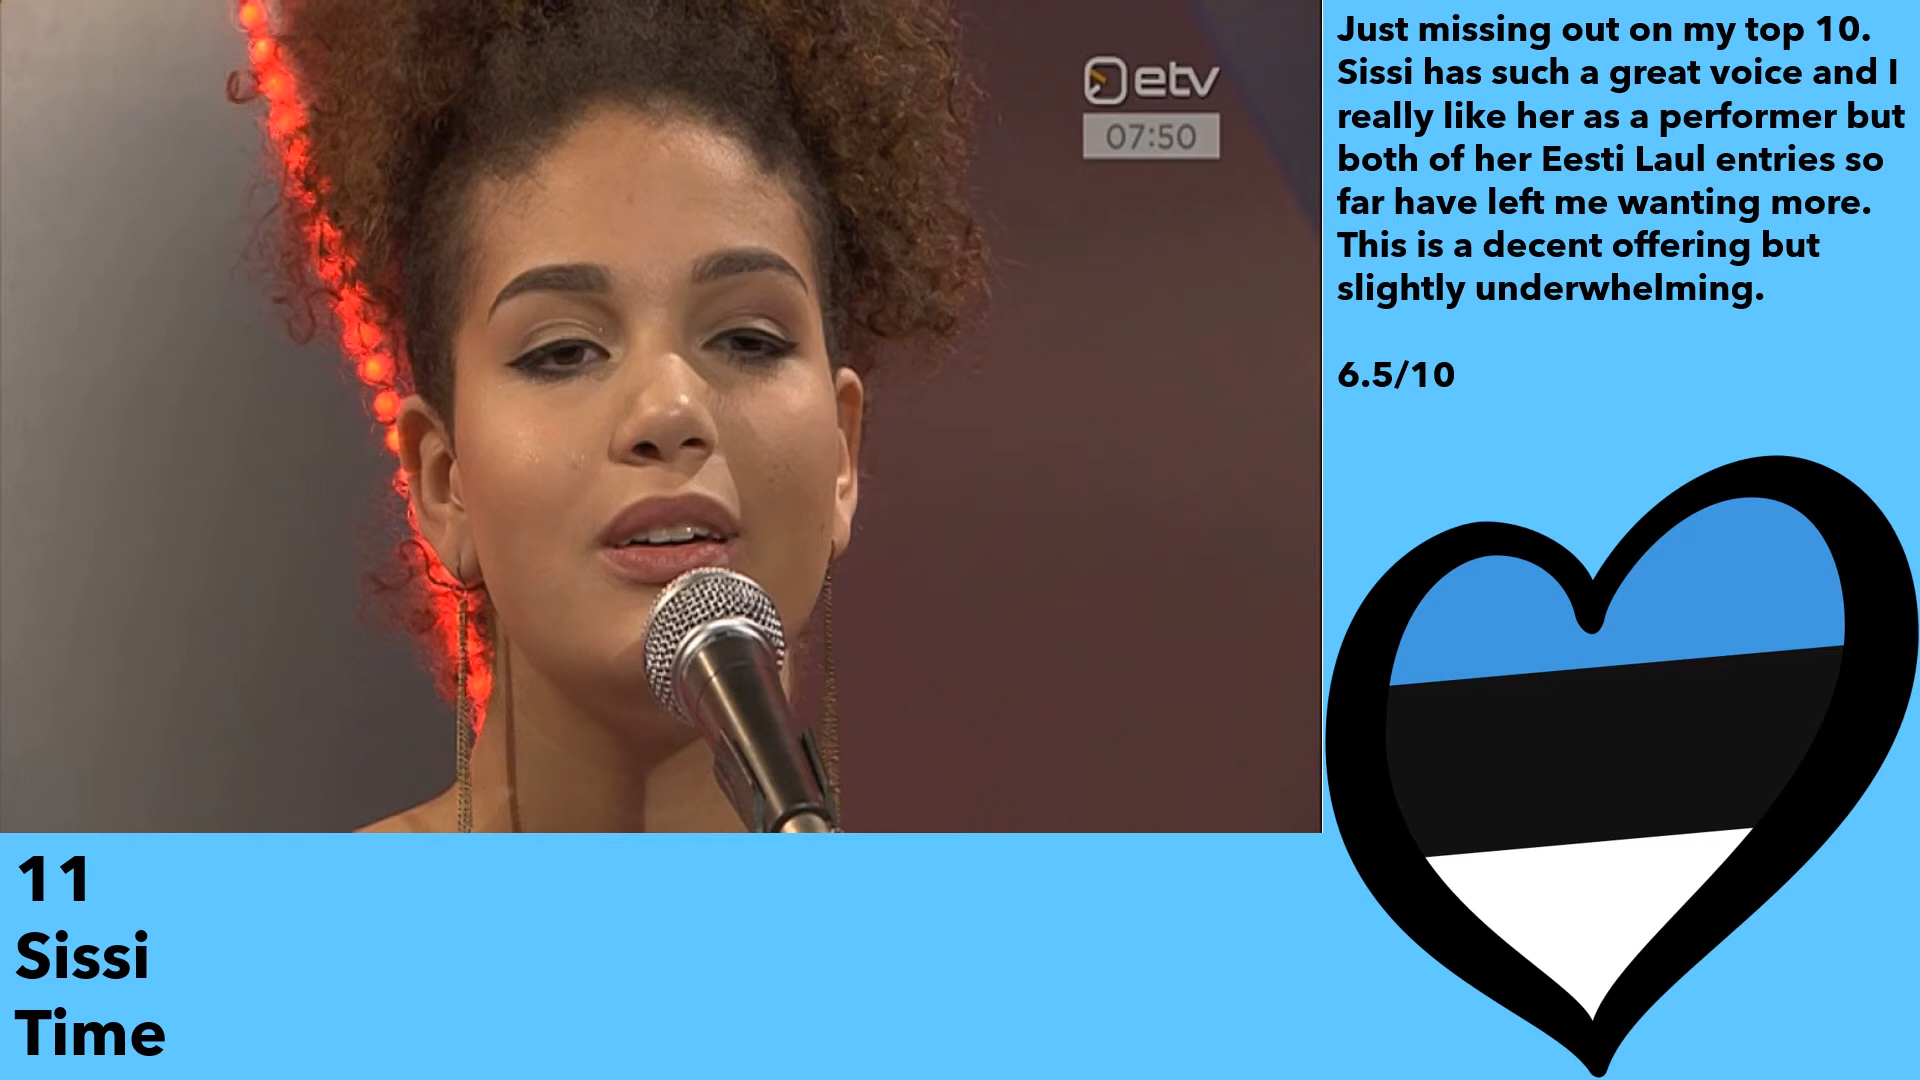 etv
07:50
Just missing out on my top 10.
Sissi has such a great voice and I
really like her as a performer but
both of her Eesti Laul entries so
far have left me wanting more.
This is a decent offering but
slightly underwhelming.
6.5/10
11
Sissi
Time